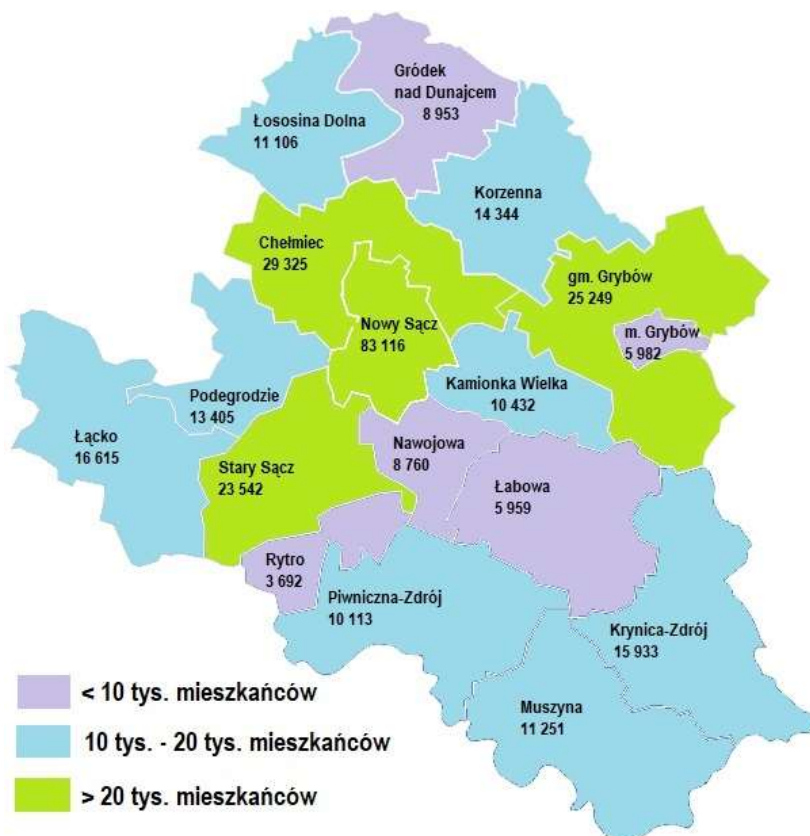 Gródek
nad Dunajcem
8 953
Łososina Dolna
11 106
Korzenna
14 344
Chełmiec
29 325
gm. Grybów
25 249
Nowy Sącz
83 116
m. Grybów
5 982
Kamionka Wielka
10 432
Podegrodzie
13 405
Łącko
16 615
Nawojowa
8 760
Stary Sącz
23 542
Łabowa
5 959
Rytro
3 692
Piwniczna-Zdrój
10 113
Krynica-Zdrój
15 933
Muszyna
11 251
< 10 tys. mieszkańców
10 tys. - 20 tys. mieszkańców
> 20 tys. mieszkańców